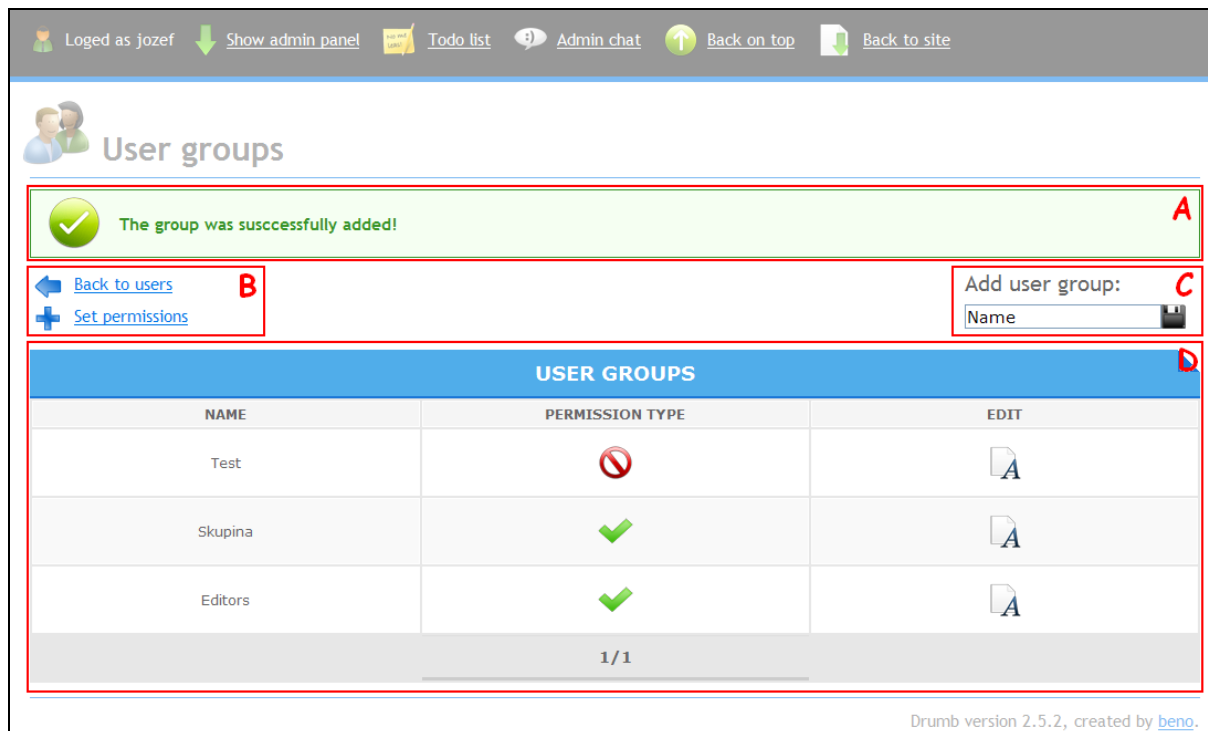 Loged as jozef Show admin panel Todo list Admin chat Back on top Back to site
User groups
A
The group was susccessfully added!
B
Back to users
Set permissions
C
Add user group:
Name
D
USER GROUPS
NAME PERMISSION TYPE EDIT
Test
Skupina
Editors
1/1
Drumb version 2.5.2, created by beno.